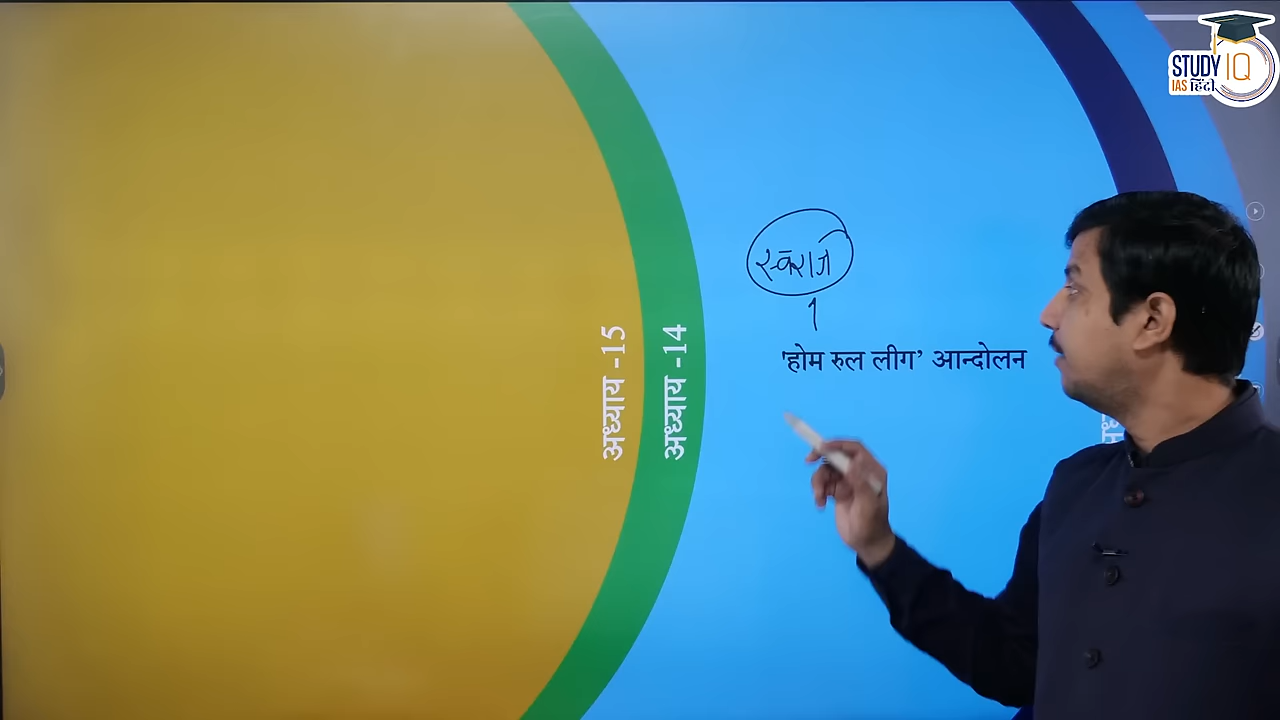 STUDY IQ
IAS हिंदी
स्वराज
1
'होम रुल लीग’ आन्दोलन
अध्याय -15
अध्याय -14